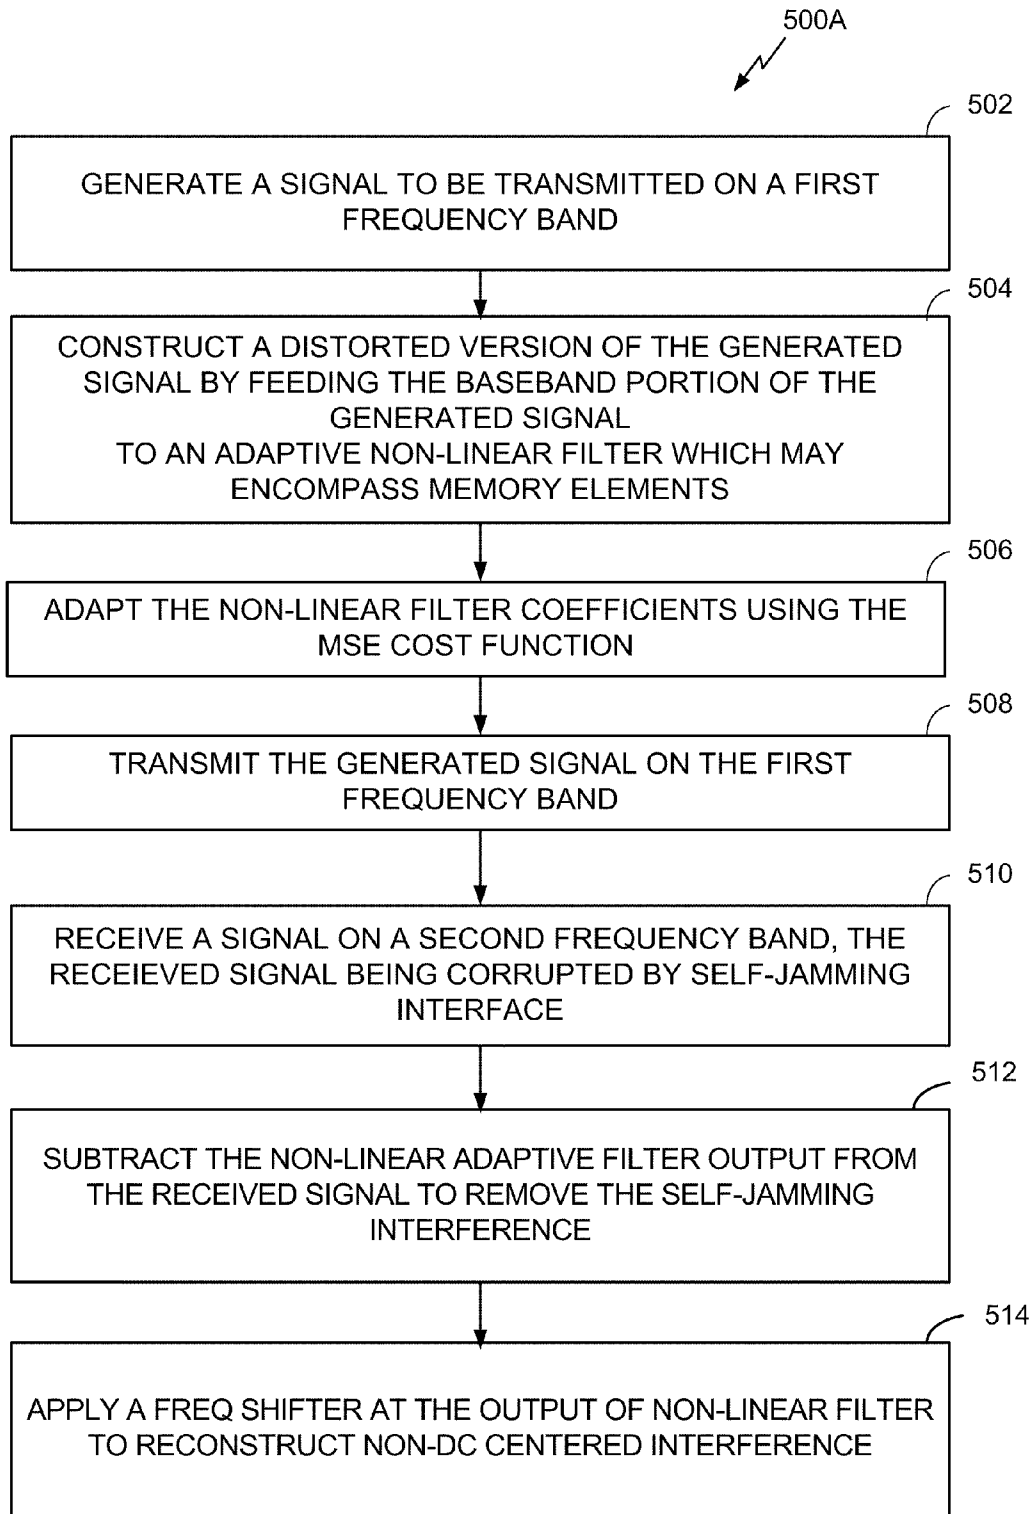 500A
502
GENERATE A SIGNAL TO BE TRANSMITTED ON A FIRST
FREQUENCY BAND
504
CONSTRUCT A DISTORTED VERSION OF THE GENERATED
SIGNAL BY FEEDING THE BASEBAND PORTION OF THE
GENERATED SIGNAL
TO AN ADAPTIVE NON-LINEAR FILTER WHICH MAY
ENCOMPASS MEMORY ELEMENTS
506
ADAPT THE NON-LINEAR FILTER COEFFICIENTS USING THE
MSE COST FUNCTION
508
TRANSMIT THE GENERATED SIGNAL ON THE FIRST
FREQUENCY BAND
510
RECEIVE A SIGNAL ON A SECOND FREQUENCY BAND, THE
RECEIEVED SIGNAL BEING CORRUPTED BY SELF-JAMMING
INTERFACE
512
SUBTRACT THE NON-LINEAR ADAPTIVE FILTER OUTPUT FROM
THE RECEIVED SIGNAL TO REMOVE THE SELF-JAMMING
INTERFERENCE
514
APPLY A FREQ SHIFTER AT THE OUTPUT OF NON-LINEAR FILTER
TO RECONSTRUCT NON-DC CENTERED INTERFERENCE